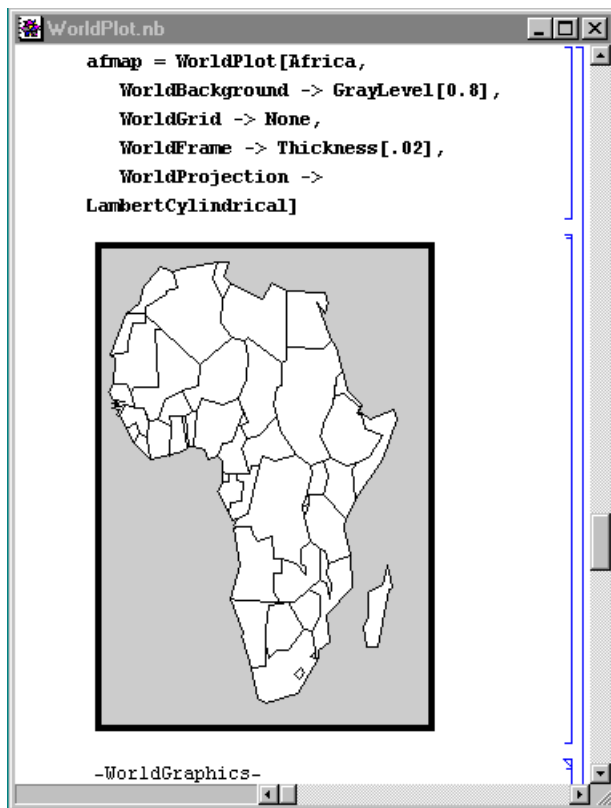 WorldPlot.nb
afmap = WorldPlot[Africa,
WorldBackground -> GrayLevel[0.8],
WorldGrid -> None,
WorldFrame -> Thickness[.02],
WorldProjection ->
LambertCylindrical]
-WorldGraphics-